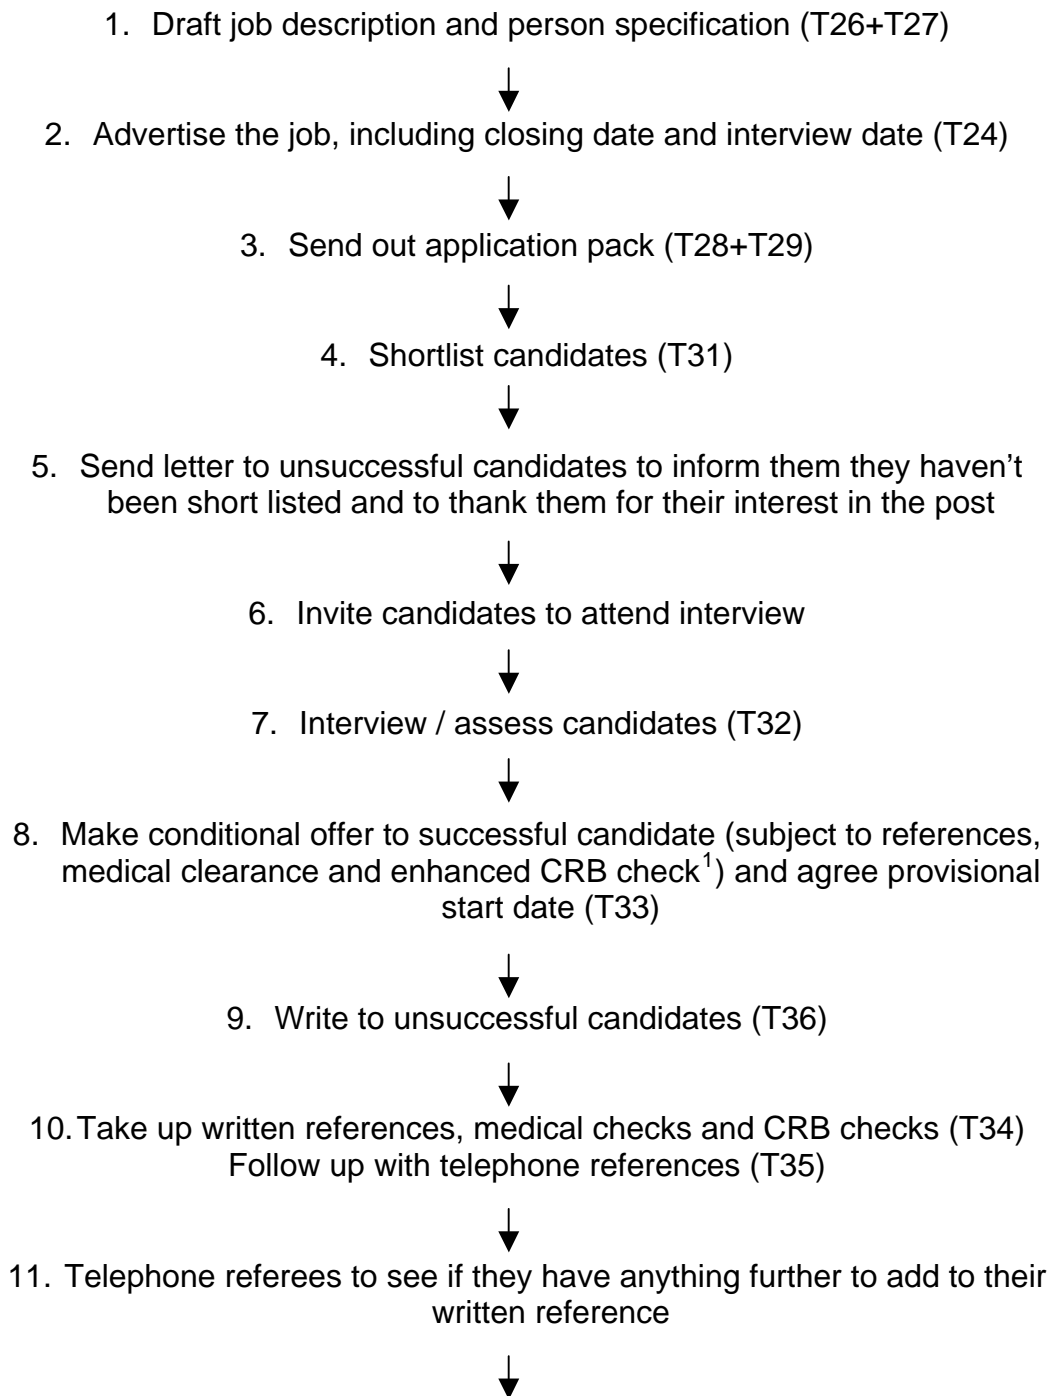 1. Draft job description and person specification (T26+T27)
2. Advertise the job, including closing date and interview date (T24)
3. Send out application pack (T28+T29)
4. Shortlist candidates (T31)
5. Send letter to unsuccessful candidates to inform them they haven't
been short listed and to thank them for their interest in the post
6. Invite candidates to attend interview
7. Interview / assess candidates (T32)
8. Make conditional offer to successful candidate (subject to references,
medical clearance and enhanced CRB check¹) and agree provisional
start date (T33)
9. Write to unsuccessful candidates (T36)
10. Take up written references, medical checks and CRB checks (T34)
Follow up with telephone references (T35)
11. Telephone referees to see if they have anything further to add to their
written reference